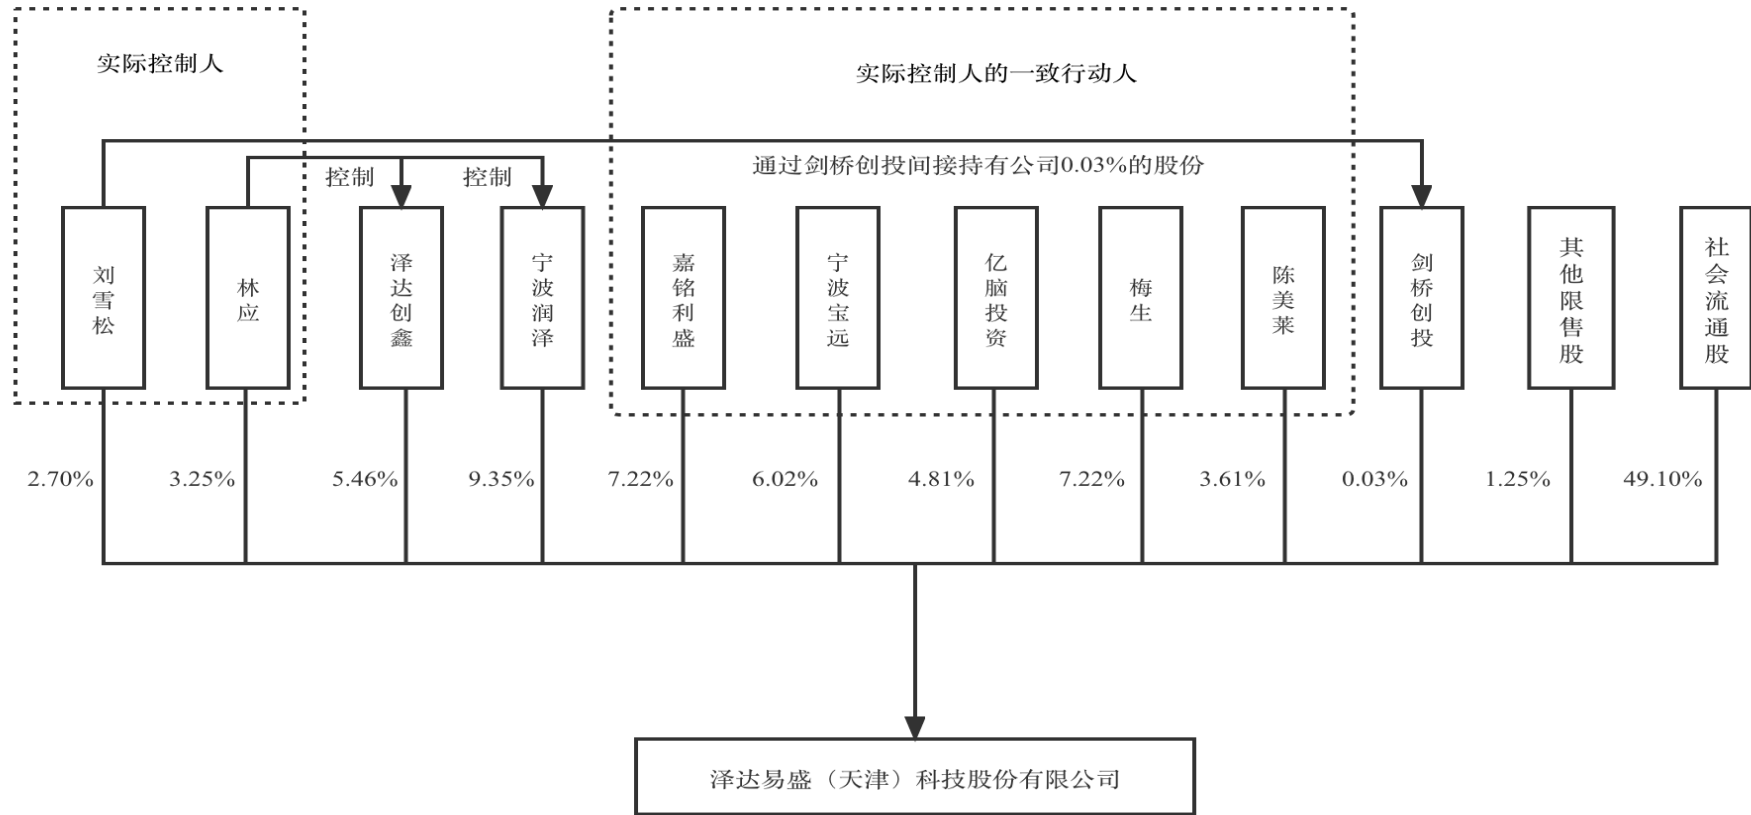 实际控制人
实际控制人的一致行动人
通过剑桥创投间接持有公司0.03%的股份
控制
控制
刘雪松
林应
泽达创鑫
宁波润泽
嘉铭利盛
宁波宝远
亿脑投资
梅生
陈美莱
剑桥创投
其他限售股
社会流通股
2.70%
3.25%
5.46%
9.35%
7.22%
6.02%
4.81%
7.22%
3.61%
0.03%
1.25%
49.10%
泽达易盛（天津）科技股份有限公司